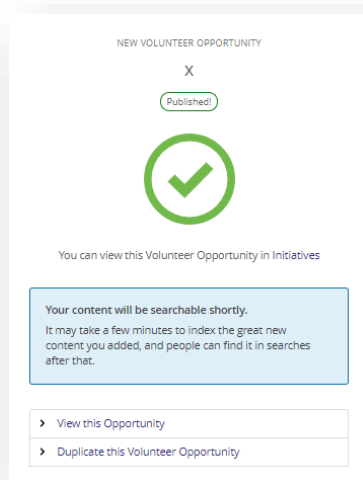 NEW VOLUNTEER OPPORTUNITY
X
Published!
You can view this Volunteer Opportunity in Initiatives
Your content will be searchable shortly.
It may take a few minutes to index the great new
content you added, and people can find it in searches
after that.
View this Opportunity
Duplicate this Volunteer Opportunity